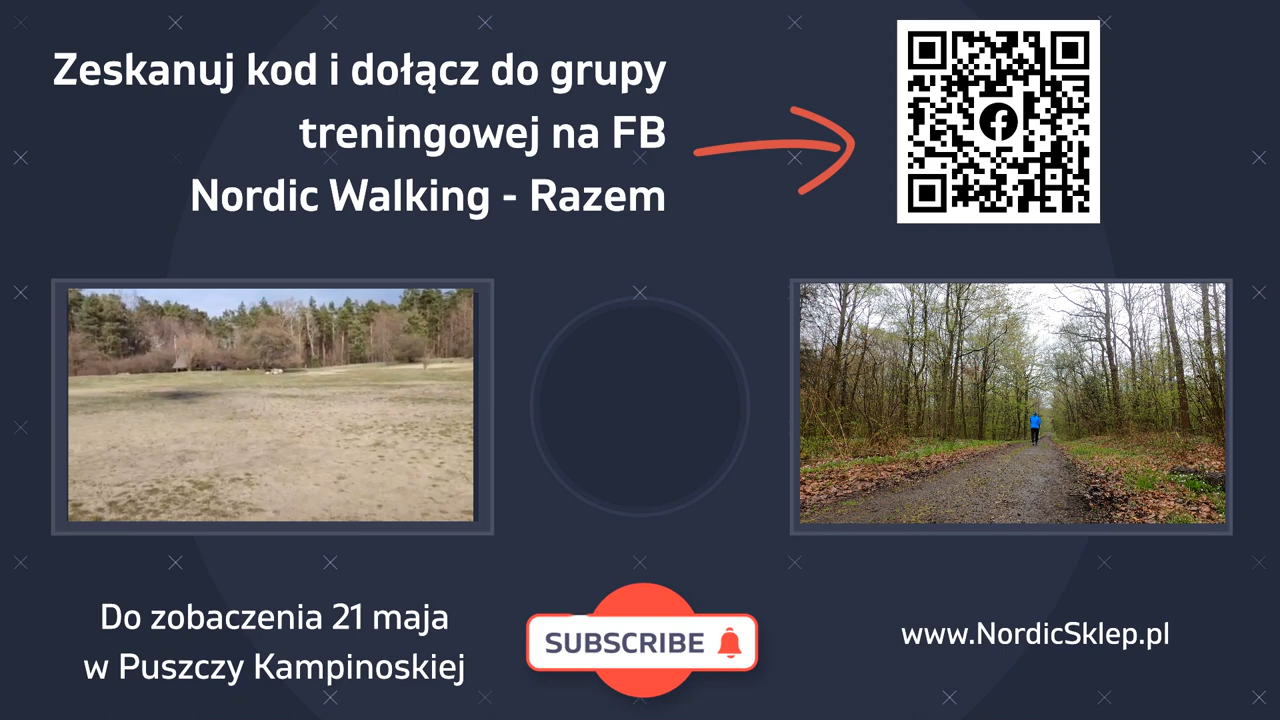 Zeskanuj kod i dołącz do grupy
treningowej na FB
Nordic Walking - Razem
Do zobaczenia 21 maja
w Puszczy Kampinoskiej
SUBSCRIBE
www.NordicSklep.pl